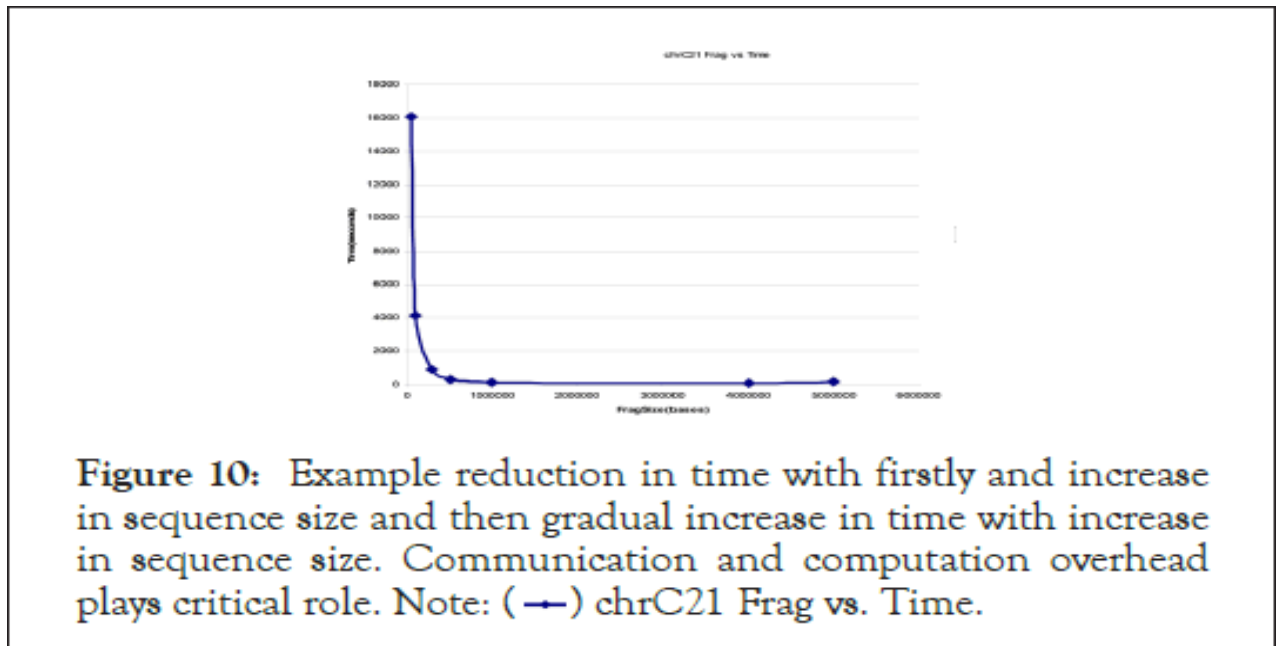 chrC21 Frag vs Time
18000
16000
14000
12000
10000
8000
6000
4000
2000
0
Time(seconds)
0 1000000 2000000 3000000 4000000 5000000 6000000
FragSize(bases)
Figure 10: Example reduction in time with firstly and increase
in sequence size and then gradual increase in time with increase
in sequence size. Communication and computation overhead
plays critical role. Note: ( ) chrC21 Frag vs. Time.